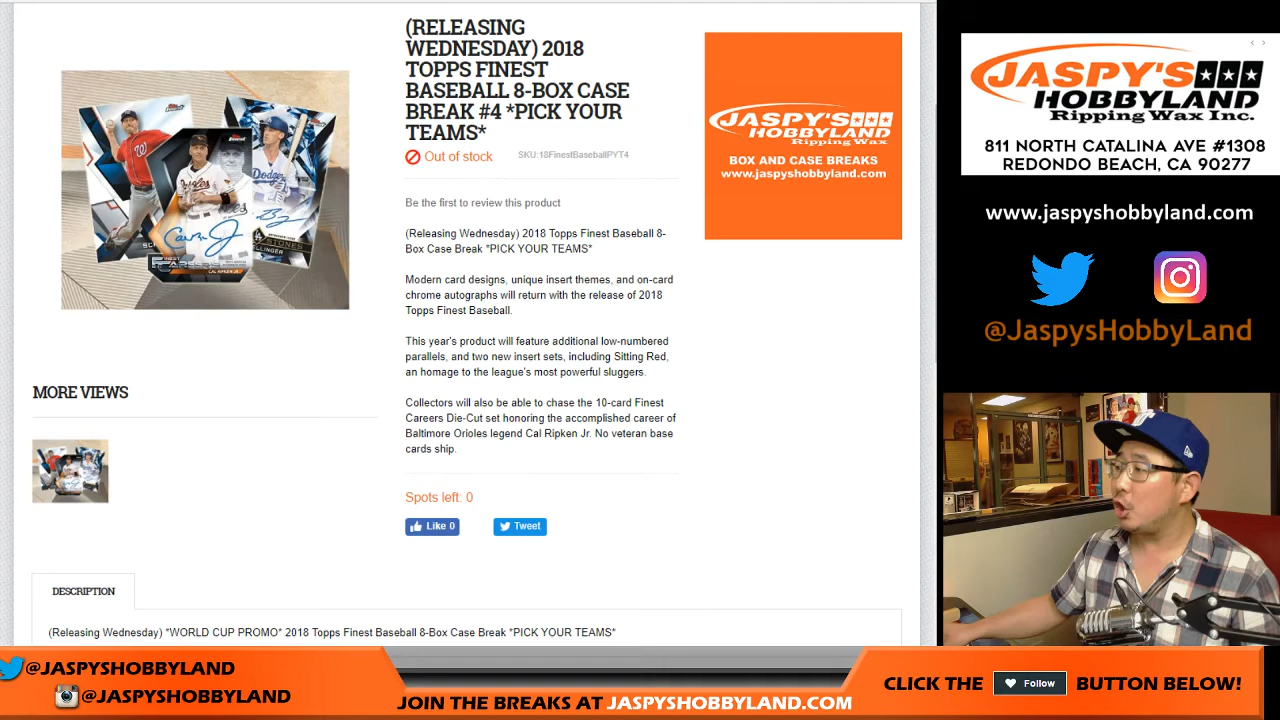 (RELEASING
WEDNESDAY) 2018
TOPPS FINEST
BASEBALL 8-BOX CASE
BREAK #4 *PICK YOUR
TEAMS*
Out of stock
SKU:18FinestBaseballPYT4
Be the first to review this product
(Releasing Wednesday) 2018 Topps Finest Baseball 8-
Box Case Break *PICK YOUR TEAMS*
Modern card designs, unique insert themes, and on-card
chrome autographs will return with the release of 2018
Topps Finest Baseball.
This year's product will feature additional low-numbered
parallels, and two new insert sets, including Sitting Red,
an homage to the league's most powerful sluggers.
Collectors will also be able to chase the 10-card Finest
Careers Die-Cut set honoring the accomplished career of
Baltimore Orioles legend Cal Ripken Jr. No veteran base
cards ship.
Spots left: 0
Like 0
Tweet
MORE VIEWS
DESCRIPTION
(Releasing Wednesday) *WORLD CUP PROMO* 2018 Topps Finest Baseball 8-Box Case Break *PICK YOUR TEAMS*
JASPY'S
HOBBYLAND
Ripping Wax
BOX AND CASE BREAKS
www.jaspyshobbyland.com
JASPY'S
HOBBYLAND
Ripping Wax Inc.
811 NORTH CATALINA AVE #1308
REDONDO BEACH, CA 90277
www.jaspyshobbyland.com
@JaspysHobbyLand
@JASPYSHOBBYLAND
@JASPYSHOBBYLAND
JOIN THE BREAKS AT JASPYSHOBBYLAND.COM
CLICK THE Follow BUTTON BELOW!